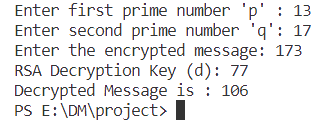 Enter first prime number 'p' : 13
Enter second prime number 'q': 17
Enter the encrypted message: 173
RSA Decryption Key (d): 77
Decrypted Message is : 106
PS E:\DM\project>